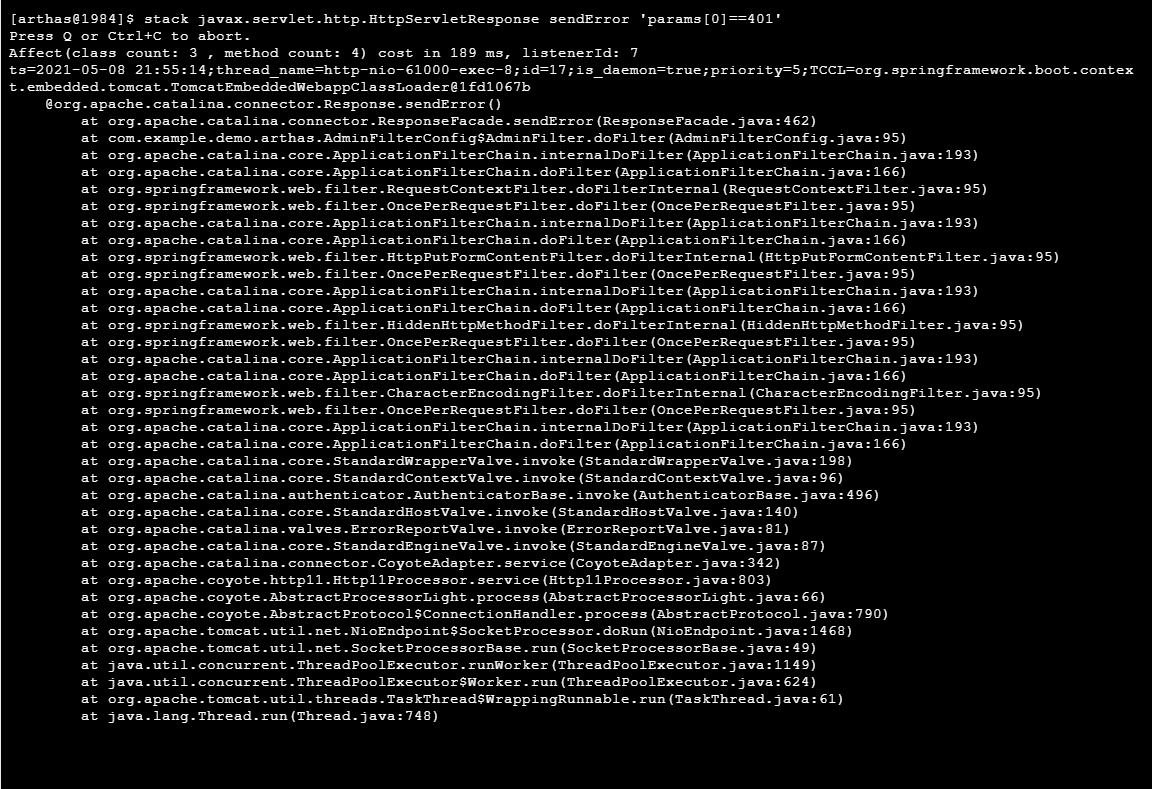 [arthas@1984]$ stack javax.servlet.http.HttpServletResponse sendError 'params[0]==401'
Press Q or Ctrl+C to abort.
Affect(class count: 3 , method count: 4) cost in 189 ms, listenerId: 7
ts=2021-05-08 21:55:14;thread_name=http-nio-61000-exec-8;id=17;is_daemon=true;priority=5;TCCL=org.springframework.boot.contex
t.embedded.tomcat.TomcatEmbeddedWebappClassLoader@1fd1067b
    @org.apache.catalina.connector.Response.sendError()
        at org.apache.catalina.connector.ResponseFacade.sendError(ResponseFacade.java:462)
        at com.example.demo.arthas.AdminFilterConfig$AdminFilter.doFilter(AdminFilterConfig.java:95)
        at org.apache.catalina.core.ApplicationFilterChain.internalDoFilter(ApplicationFilterChain.java:193)
        at org.apache.catalina.core.ApplicationFilterChain.doFilter(ApplicationFilterChain.java:166)
        at org.springframework.web.filter.RequestContextFilter.doFilterInternal(RequestContextFilter.java:95)
        at org.springframework.web.filter.OncePerRequestFilter.doFilter(OncePerRequestFilter.java:95)
        at org.apache.catalina.core.ApplicationFilterChain.internalDoFilter(ApplicationFilterChain.java:193)
        at org.apache.catalina.core.ApplicationFilterChain.doFilter(ApplicationFilterChain.java:166)
        at org.springframework.web.filter.HttpPutFormContentFilter.doFilterInternal(HttpPutFormContentFilter.java:95)
        at org.springframework.web.filter.OncePerRequestFilter.doFilter(OncePerRequestFilter.java:95)
        at org.apache.catalina.core.ApplicationFilterChain.internalDoFilter(ApplicationFilterChain.java:193)
        at org.apache.catalina.core.ApplicationFilterChain.doFilter(ApplicationFilterChain.java:166)
        at org.springframework.web.filter.HiddenHttpMethodFilter.doFilterInternal(HiddenHttpMethodFilter.java:95)
        at org.springframework.web.filter.OncePerRequestFilter.doFilter(OncePerRequestFilter.java:95)
        at org.apache.catalina.core.ApplicationFilterChain.internalDoFilter(ApplicationFilterChain.java:193)
        at org.apache.catalina.core.ApplicationFilterChain.doFilter(ApplicationFilterChain.java:166)
        at org.springframework.web.filter.CharacterEncodingFilter.doFilterInternal(CharacterEncodingFilter.java:95)
        at org.springframework.web.filter.OncePerRequestFilter.doFilter(OncePerRequestFilter.java:95)
        at org.apache.catalina.core.ApplicationFilterChain.internalDoFilter(ApplicationFilterChain.java:193)
        at org.apache.catalina.core.ApplicationFilterChain.doFilter(ApplicationFilterChain.java:166)
        at org.apache.catalina.core.StandardWrapperValve.invoke(StandardWrapperValve.java:198)
        at org.apache.catalina.core.StandardContextValve.invoke(StandardContextValve.java:96)
        at org.apache.catalina.authenticator.AuthenticatorBase.invoke(AuthenticatorBase.java:496)
        at org.apache.catalina.core.StandardHostValve.invoke(StandardHostValve.java:140)
        at org.apache.catalina.valves.ErrorReportValve.invoke(ErrorReportValve.java:81)
        at org.apache.catalina.core.StandardEngineValve.invoke(StandardEngineValve.java:87)
        at org.apache.catalina.connector.CoyoteAdapter.service(CoyoteAdapter.java:342)
        at org.apache.coyote.http11.Http11Processor.service(Http11Processor.java:803)
        at org.apache.coyote.AbstractProcessorLight.process(AbstractProcessorLight.java:66)
        at org.apache.coyote.AbstractProtocol$ConnectionHandler.process(AbstractProtocol.java:790)
        at org.apache.tomcat.util.net.NioEndpoint$SocketProcessor.doRun(NioEndpoint.java:1468)
        at org.apache.tomcat.util.net.SocketProcessorBase.run(SocketProcessorBase.java:49)
        at java.util.concurrent.ThreadPoolExecutor.runWorker(ThreadPoolExecutor.java:1149)
        at java.util.concurrent.ThreadPoolExecutor$Worker.run(ThreadPoolExecutor.java:624)
        at org.apache.tomcat.util.threads.TaskThread$WrappingRunnable.run(TaskThread.java:61)
        at java.lang.Thread.run(Thread.java:748)